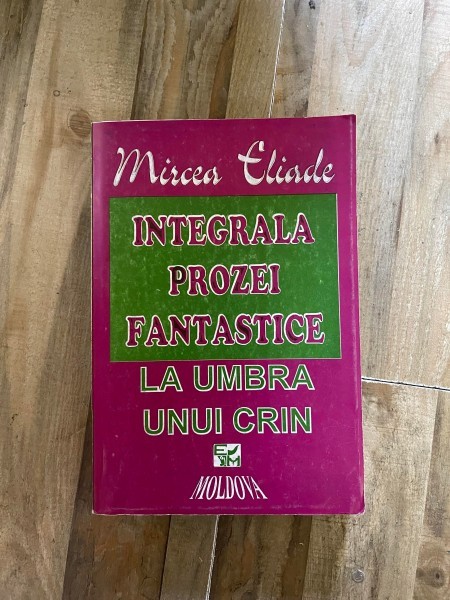 Mircea Eliade
INTEGRALA
PROZEI
FANTASTICE
LA UMBRA
UNUI CRIN
E M
MOLDOVA